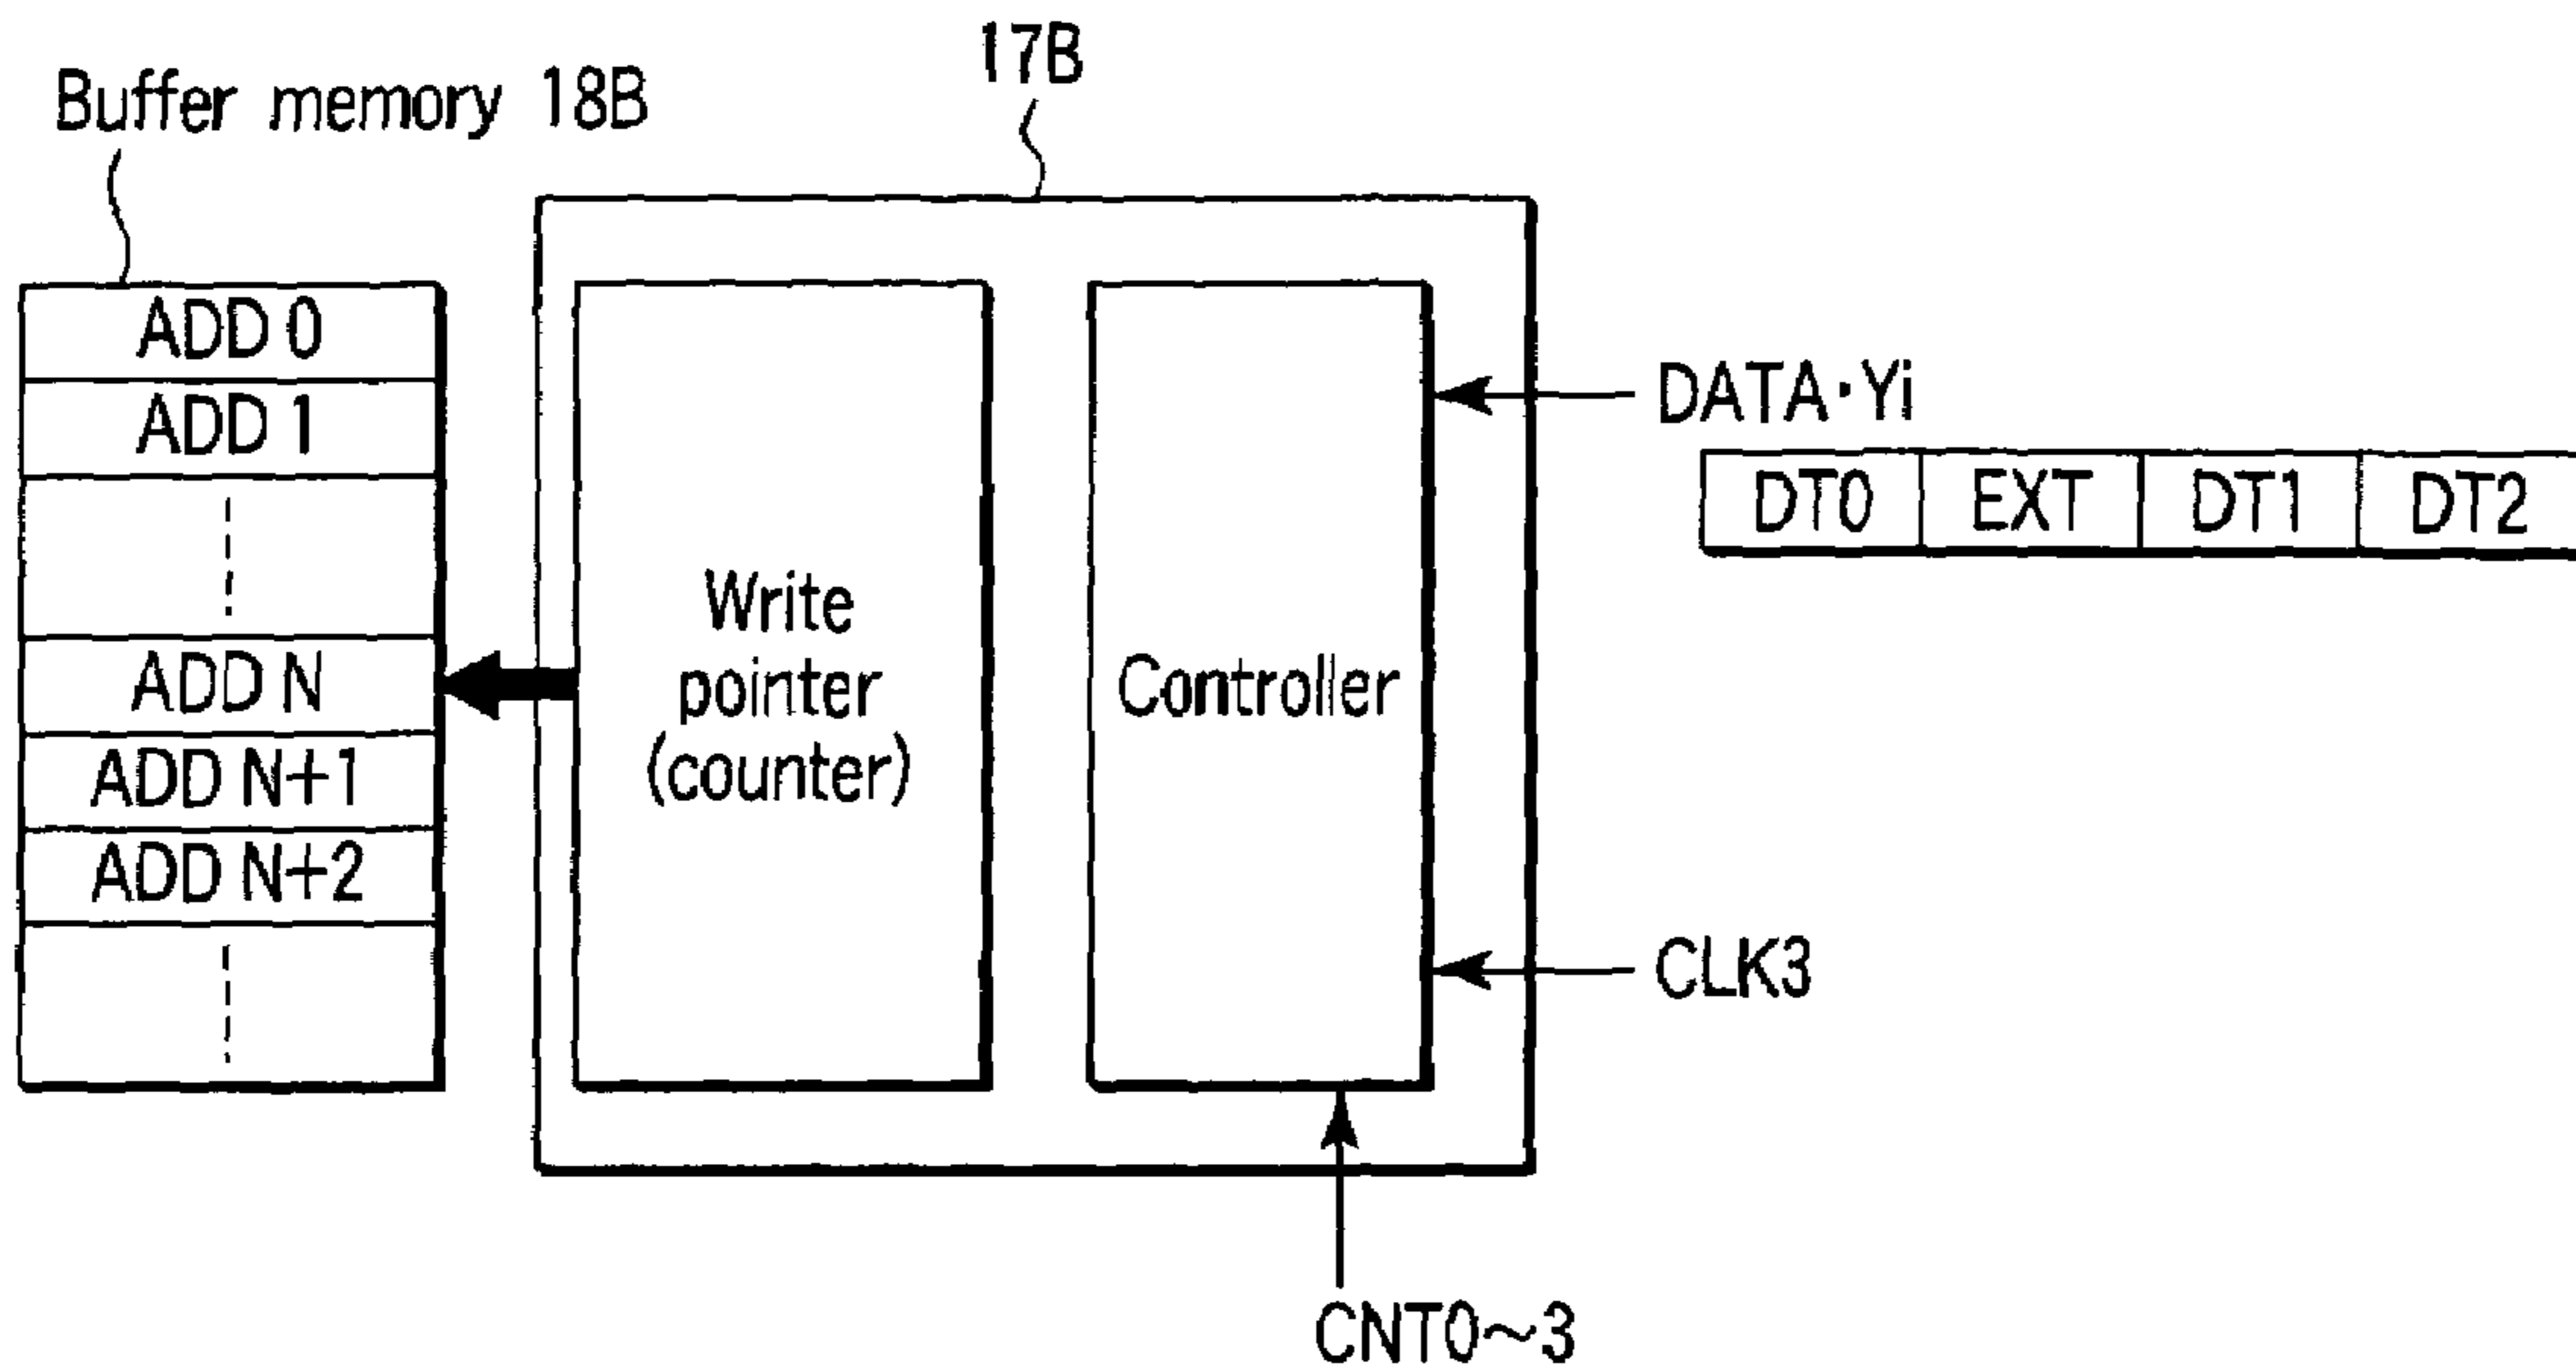 17B
Buffer memory 18B
ADD 0
ADD 1
ADD N
ADD N+1
ADD N+2
Write
pointer
(counter)
Controller
DATA・Yi
DT0 EXT DT1 DT2
CLK3
CNT0~3